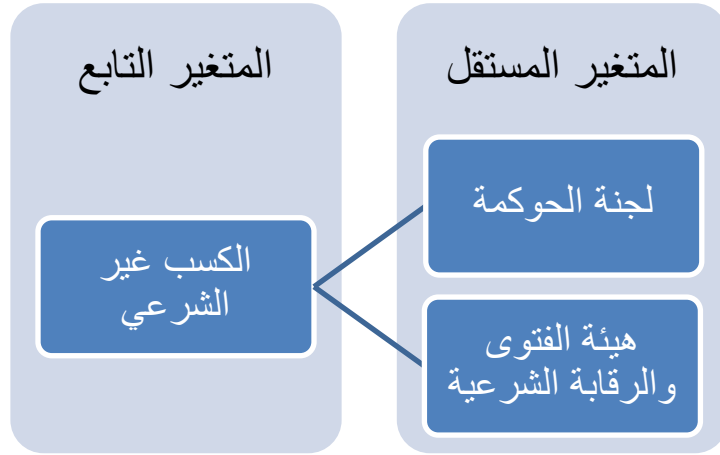 المتغير المستقل
لجنة الحوكمة
هيئة الفتوى
والرقابة الشرعية
المتغير التابع
الكسب غير
الشرعي